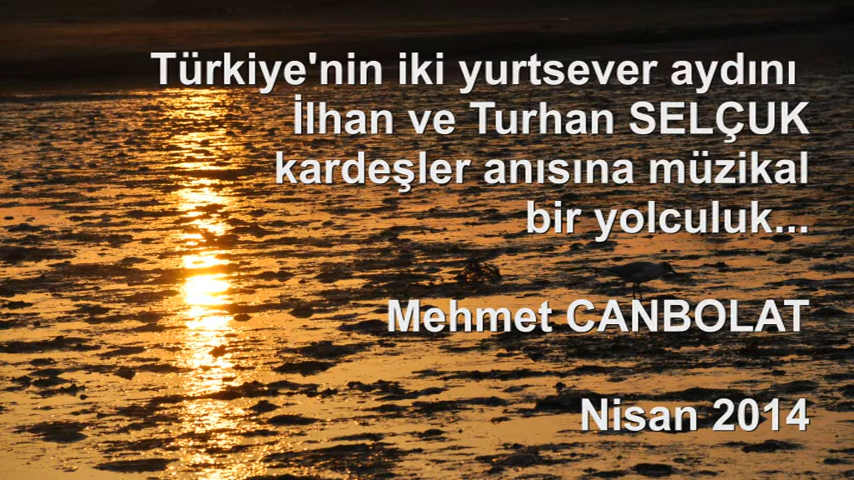 Türkiye'nin iki yurtsever aydını
İlhan ve Turhan SELÇUK
kardeşler anısına müzikal
bir yolculuk...
Mehmet CANBOLAT
Nisan 2014